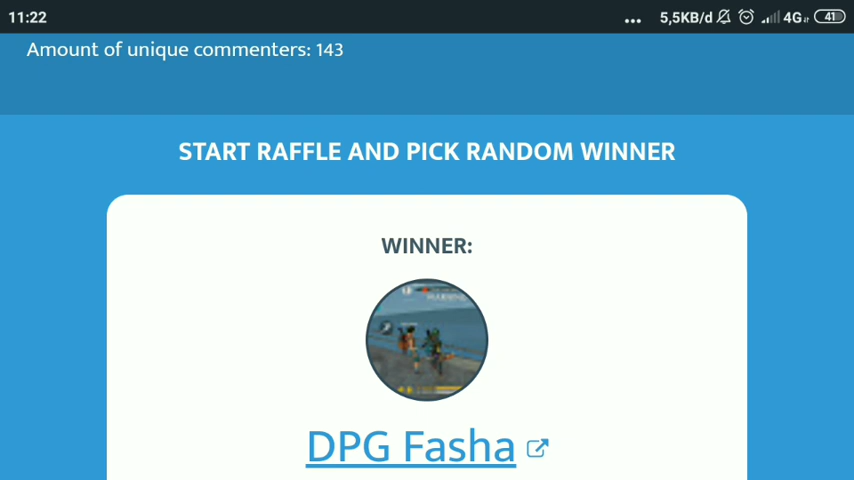 11:22
... 5,5KB/d 4G 41
Amount of unique commenters: 143
START RAFFLE AND PICK RANDOM WINNER
WINNER:
DPG Fasha